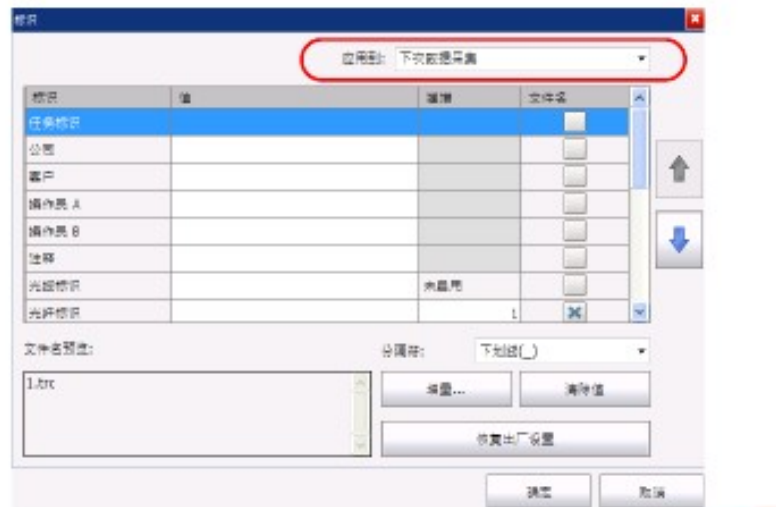 标识
应用到: 下次数据采集
标识 值 递增 文件名
任务标识
公司
客户
操作员 A
操作员 B
注释
光缆标识 未启用
光纤标识 1
文件名预览: 分隔符: 下划线(_)
1.trc
增量... 清除值
恢复出厂设置
确定 取消